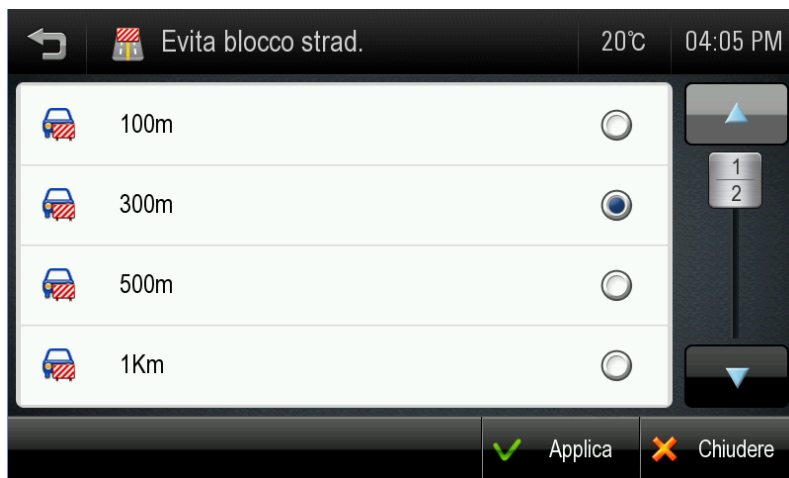 Evita blocco strad. 20℃ 04:05 PM
100m
300m
500m
1Km
1
2
Applica Chiudere